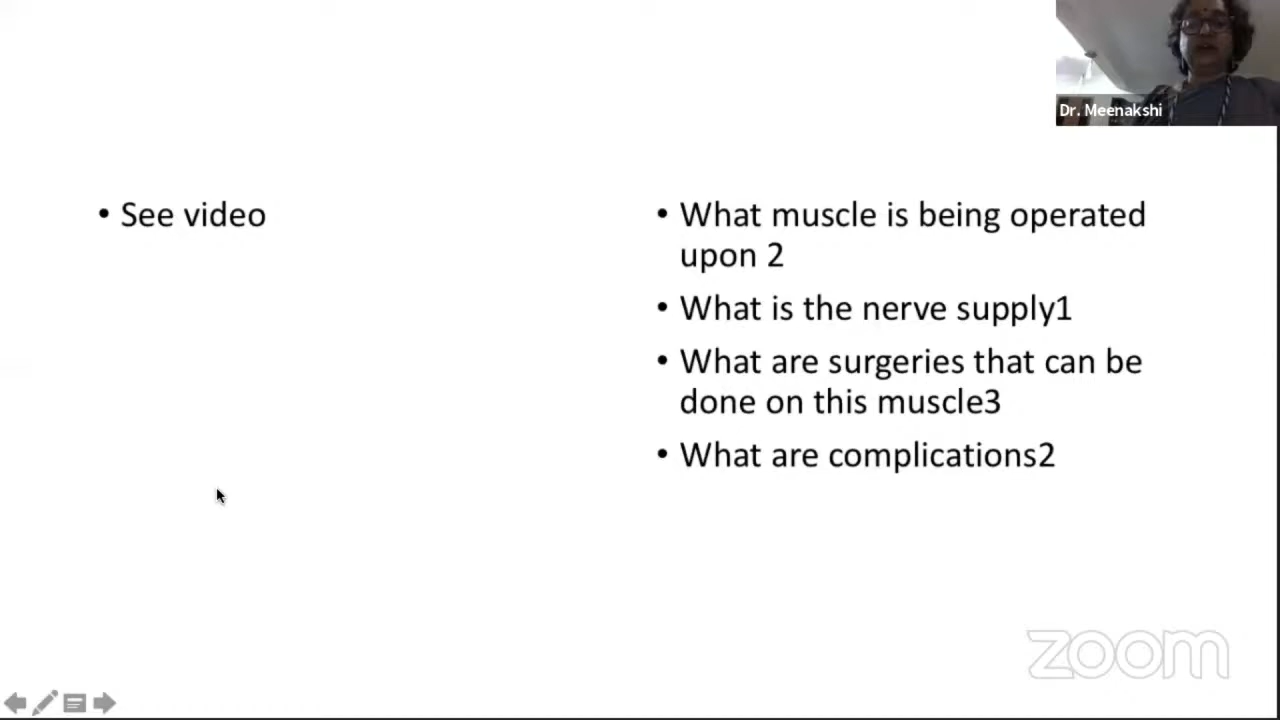 Dr. Meenakshi
• See video
• What muscle is being operated
upon 2
• What is the nerve supply1
• What are surgeries that can be
done on this muscle3
• What are complications2
zoom